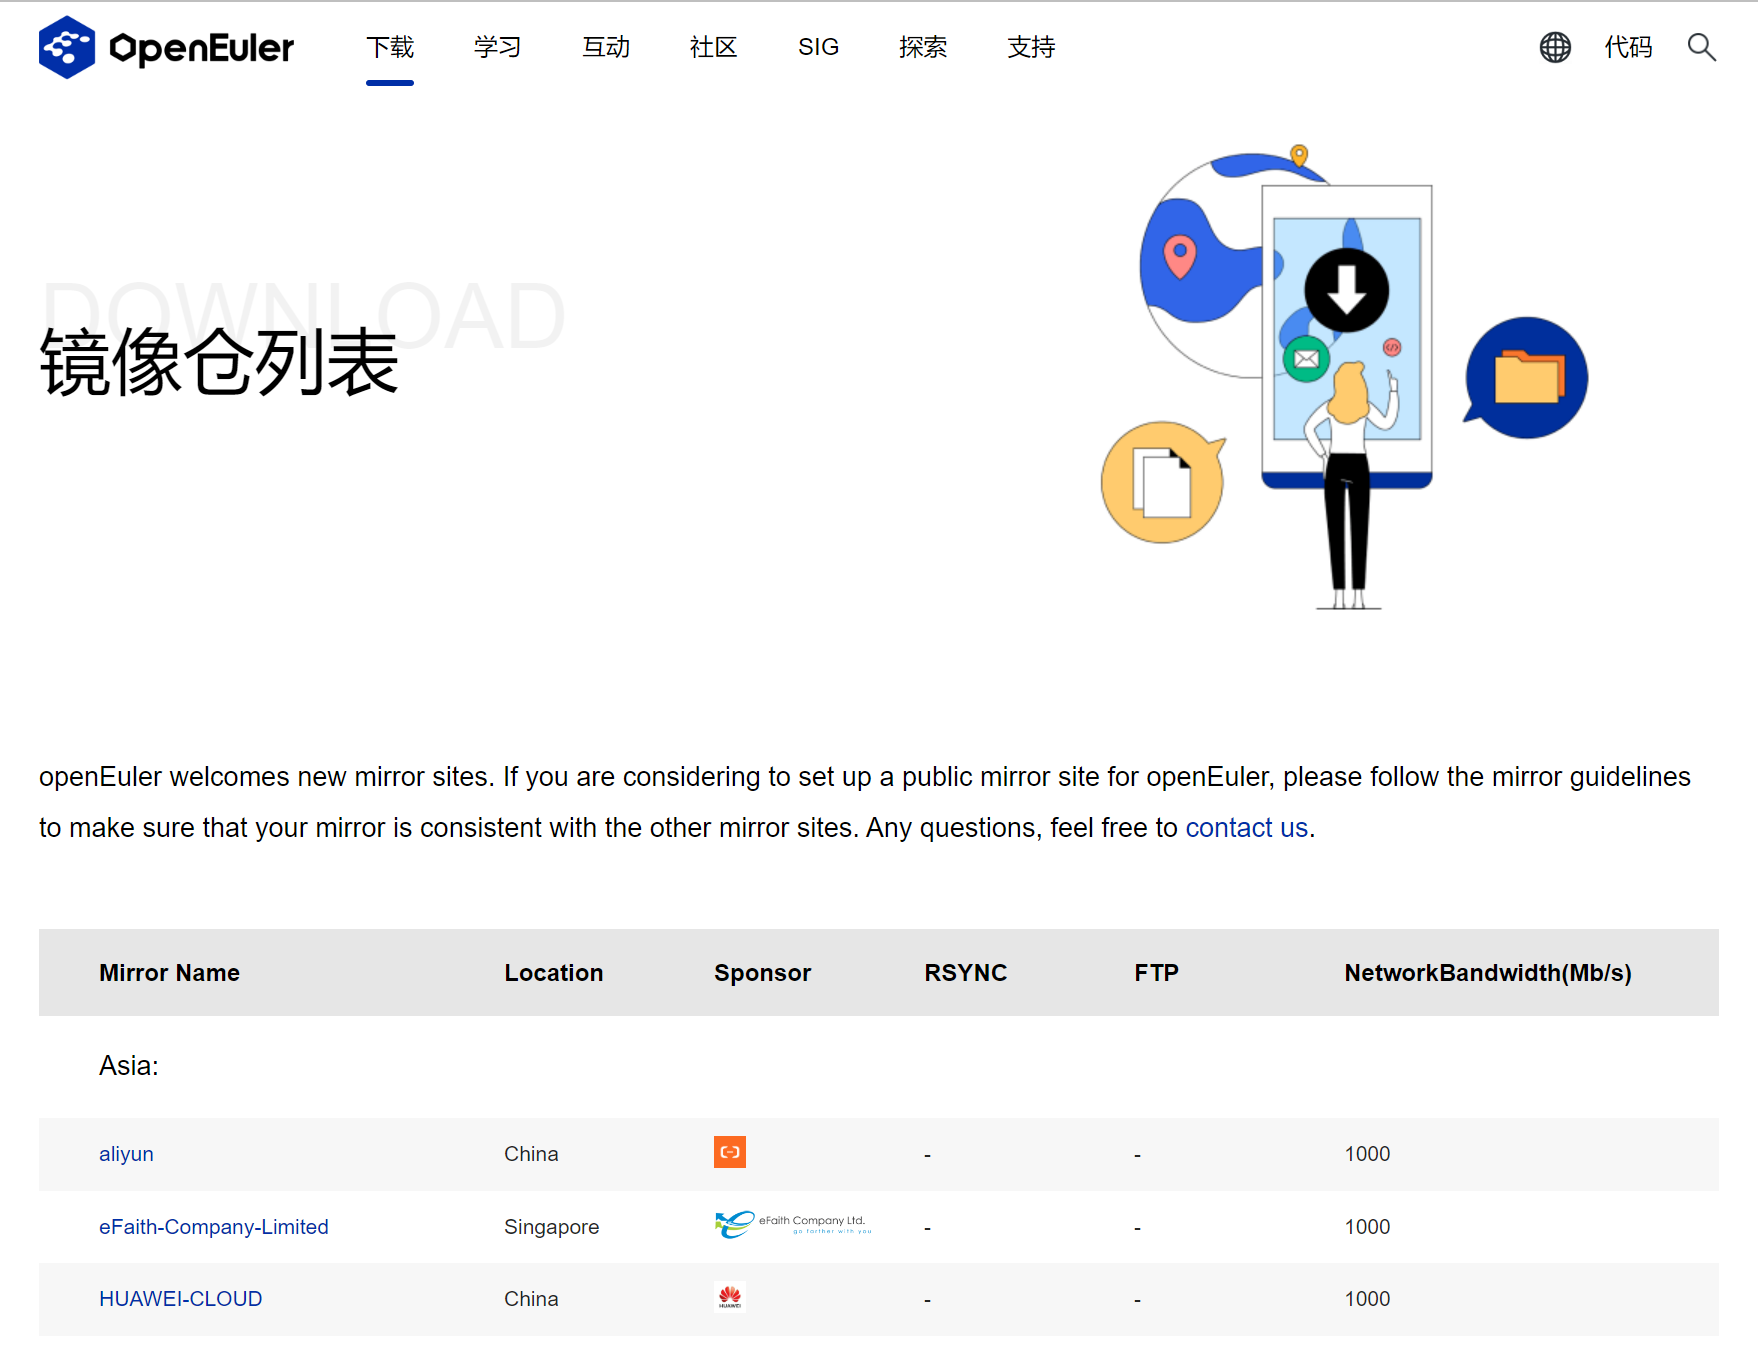 OpenEuler 下载 学习 互动 社区 SIG 探索 支持 代码
DOWNLOAD
镜像仓列表
openEuler welcomes new mirror sites. If you are considering to set up a public mirror site for openEuler, please follow the mirror guidelines
to make sure that your mirror is consistent with the other mirror sites. Any questions, feel free to contact us.
Mirror Name Location Sponsor RSYNC FTP NetworkBandwidth(Mb/s)
Asia:
aliyun China - - 1000
eFaith-Company-Limited Singapore eFaith Company Ltd. - - 1000
go farther with you
HUAWEI-CLOUD China HUAWEI - - 1000